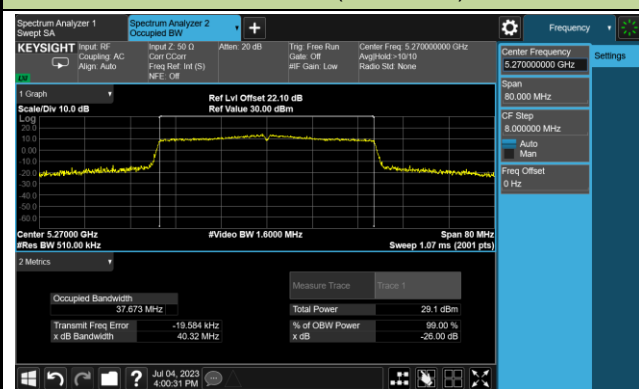 Spectrum Analyzer 1
Swept SA
Spectrum Analyzer 2
Occupied BW
Frequency
KEYSIGHT
Input: RF
Coupling: AC
Align: Auto
Input Z: 50 Ω
Corr CCorr
Freq Ref: Int (S)
NFE: Off
Atten: 20 dB
Trig: Free Run
Gate: Off
#IF Gain: Low
Center Freq: 5.270000000 GHz
Avg|Hold:>10/10
Radio Std: None
LXI
Center Frequency
5.270000000 GHz
Settings
Span
80.000 MHz
CF Step
8.000000 MHz
Auto
Man
Freq Offset
0 Hz
1 Graph
Ref Lvl Offset 22.10 dB
Scale/Div 10.0 dB
Ref Value 30.00 dBm
Log
20.0
10.0
0.00
-10.0
-20.0
-30.0
-40.0
-50.0
-60.0
Center 5.27000 GHz
#Video BW 1.6000 MHz
Span 80 MHz
#Res BW 510.00 kHz
Sweep 1.07 ms (2001 pts)
2 Metrics
Measure Trace
Trace 1
Occupied Bandwidth
37.673 MHz
Total Power
29.1 dBm
Transmit Freq Error
-19.584 kHz
% of OBW Power
99.00 %
x dB Bandwidth
40.32 MHz
x dB
-26.00 dB
Jul 04, 2023
4:00:31 PM